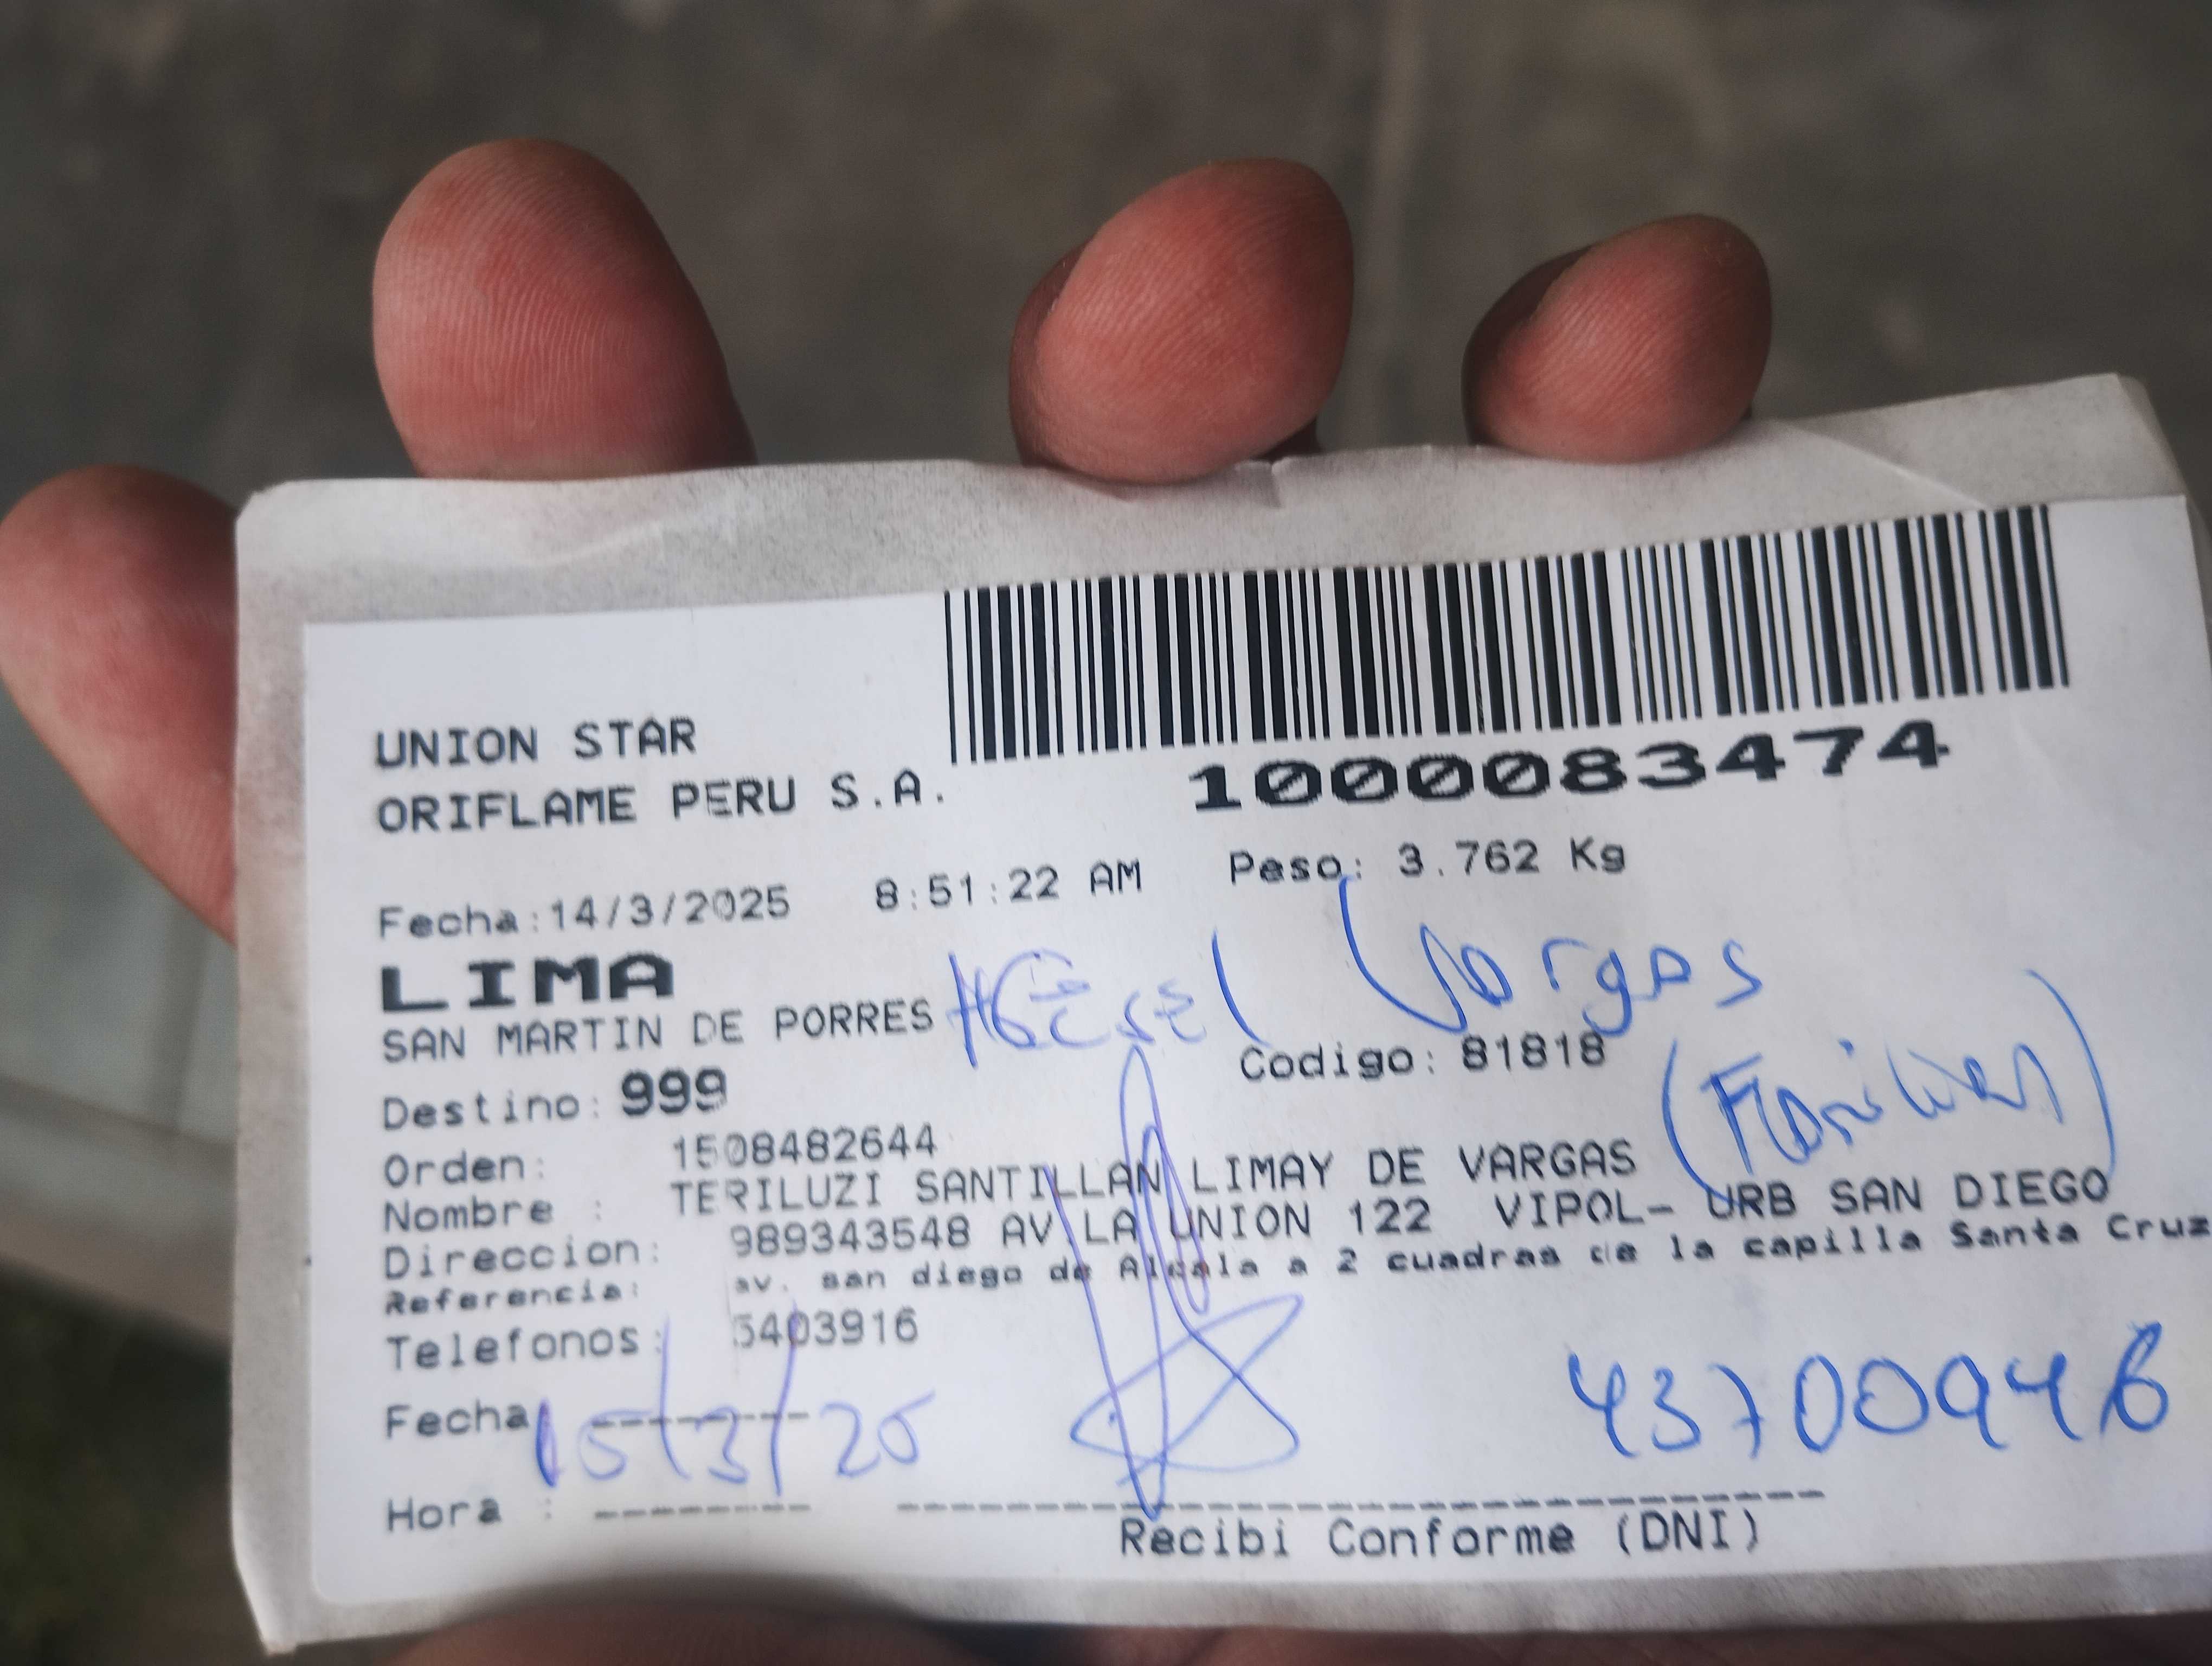 UNION STAR
ORIFLAME PERU S.A.
1000083474
Fecha:14/3/2025 8:51:22 AM Peso: 3.762 Kg
LIMA
Vargas
SAN MARTIN DE PORRES
Codigo: 81818
Destino: 999
(Familiar)
Orden: 1508482644
Nombre : TERILUZI SANTILLAN LIMAY DE VARGAS
Direccion: 989343548 AV LA UNION 122 VIPOL- URB SAN DIEGO
Referencia: av. san diego de Alcala a 2 cuadras de la capilla Santa Cruz
Telefonos: 5403916
Fecha 15/3/25
43700946
Hora :
Recibi Conforme (DNI)